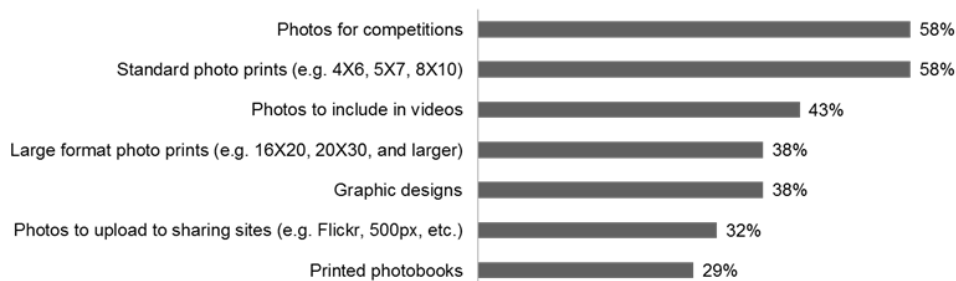 Photos for competitions 58%
Standard photo prints (e.g. 4X6, 5X7, 8X10) 58%
Photos to include in videos 43%
Large format photo prints (e.g. 16X20, 20X30, and larger) 38%
Graphic designs 38%
Photos to upload to sharing sites (e.g. Flickr, 500px, etc.) 32%
Printed photobooks 29%